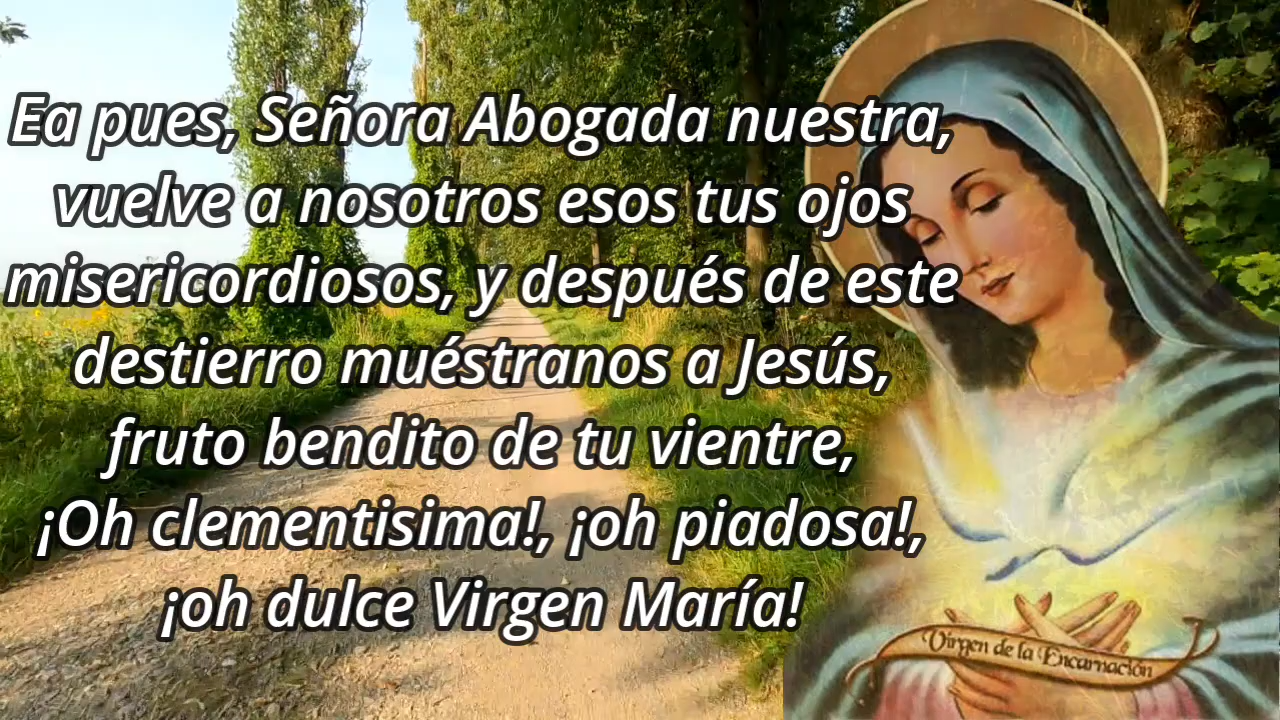 Ea pues, Señora Abogada nuestra,
vuelve a nosotros esos tus ojos
misericordiosos, y después de este
destierro muéstranos a Jesús,
fruto bendito de tu vientre,
¡Oh clementisima!, ¡oh piadosa!,
¡oh dulce Virgen María!
Virgen de la Encarnación